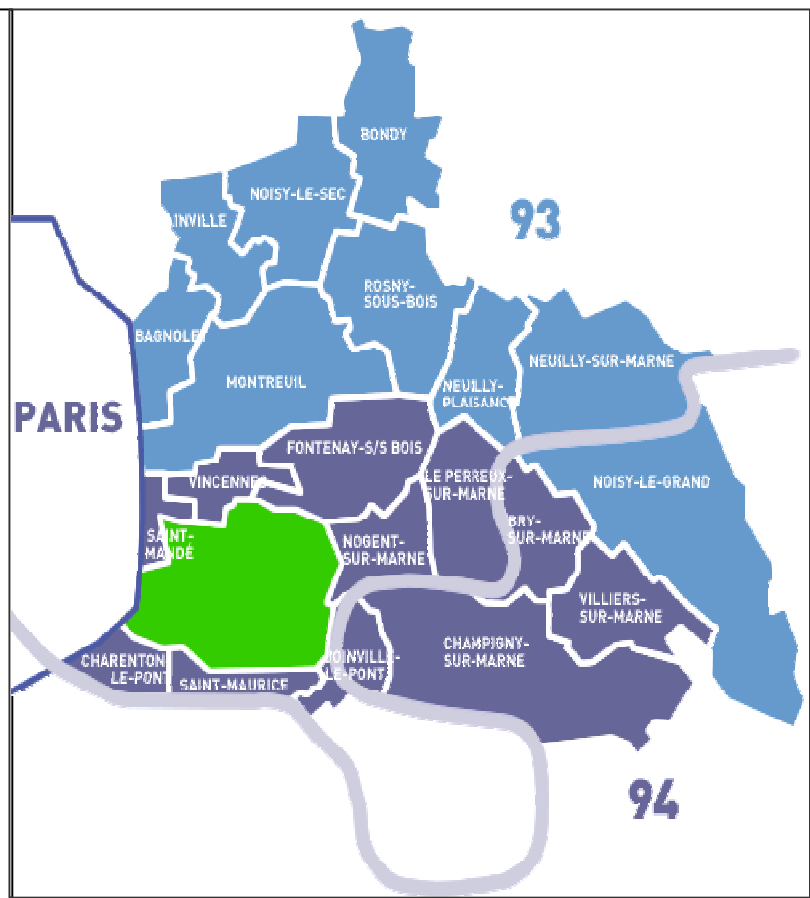 BONDY
NOISY-LE-SEC
93
INVILLE
ROSNY-
SOUS-BOIS
BAGNOLET
NEUILLY-SUR-MARNE
MONTREUIL
NEUILLY-
PLAISANC
PARIS
FONTENAY-S/S BOIS
VINCENNES
LE PERREUX-
SUR-MARNE
NOISY-LE-GRAND
BRY-
SUR-MARNE
SAINT-
MANDÉ
NOGENT-
SUR-MARNE
VILLIERS-
SUR-MARNE
CHAMPIGNY-
SUR-MARNE
CHARENTON
LE-PONT
JOINVILLE-
LE-PONT
SAINT-MAURICE
94